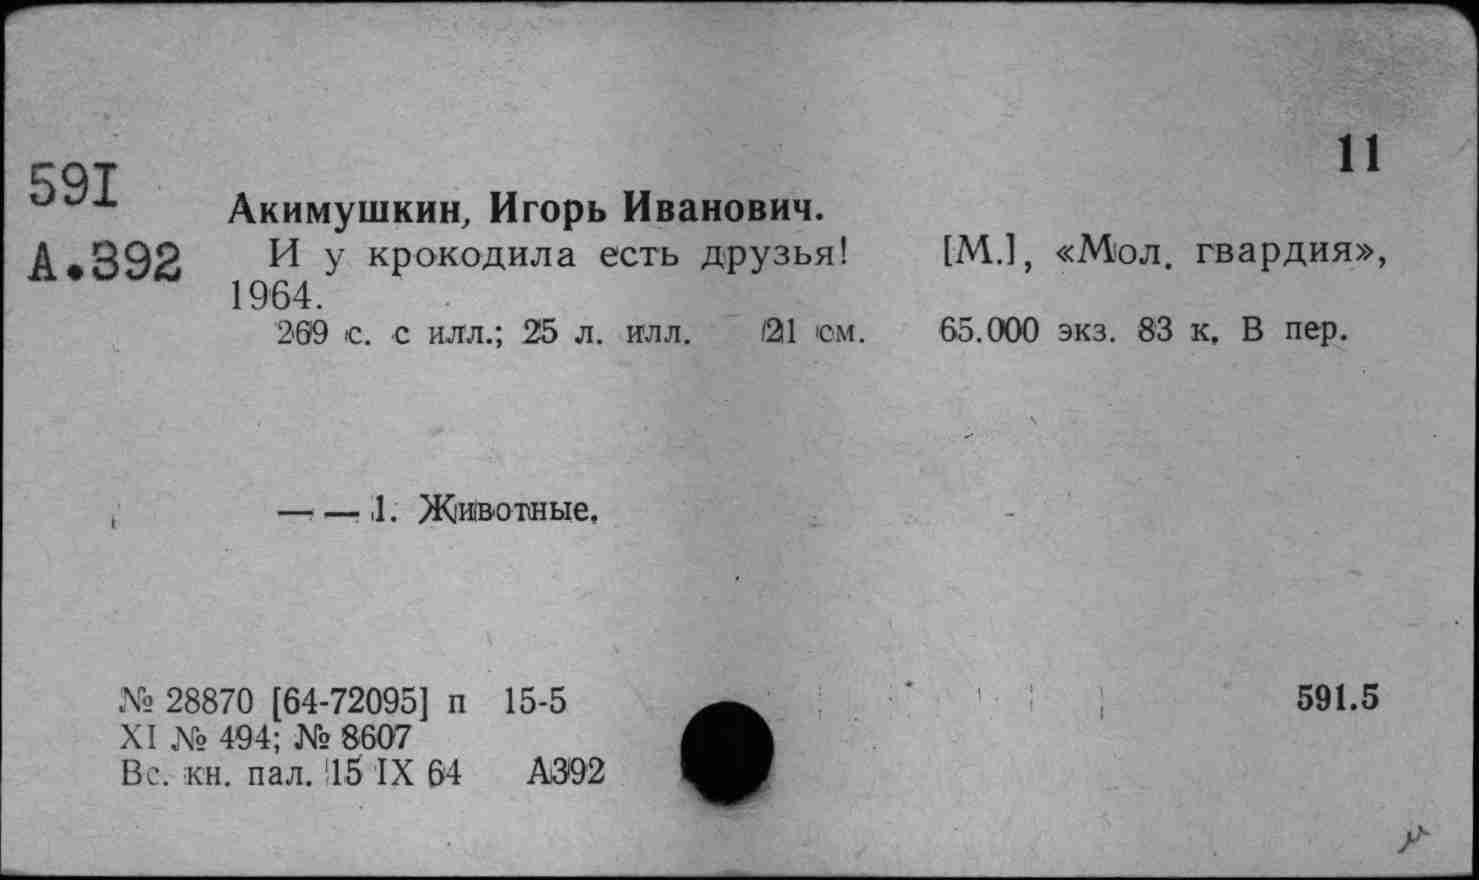 11
591
Акимушкин, Игорь Иванович.
А.392 И у крокодила есть друзья! [М.], «Мол. гвардия»,
1964.
269 с. с илл.; 25 л. илл. 21 см. 65.000 экз. 83 к. В пер.
— — 1. Животные.
№ 28870 [64-72095] п 15-5 591.5
XI № 494; № 8607
Вс. кн. пал. 15 IX 64 А392